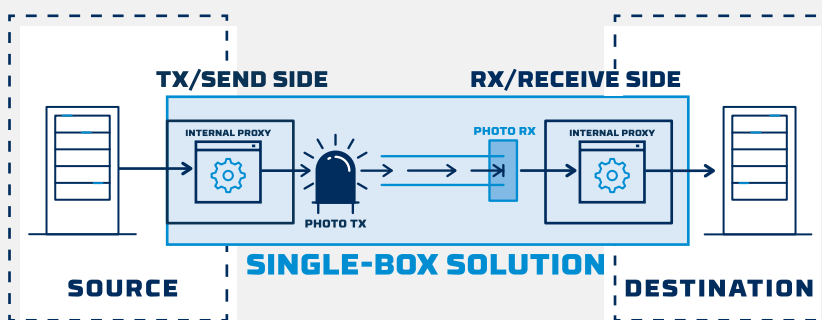 TX/SEND SIDE
RX/RECEIVE SIDE
INTERNAL PROXY
PHOTO RX
INTERNAL PROXY
PHOTO TX
SINGLE-BOX SOLUTION
SOURCE
DESTINATION